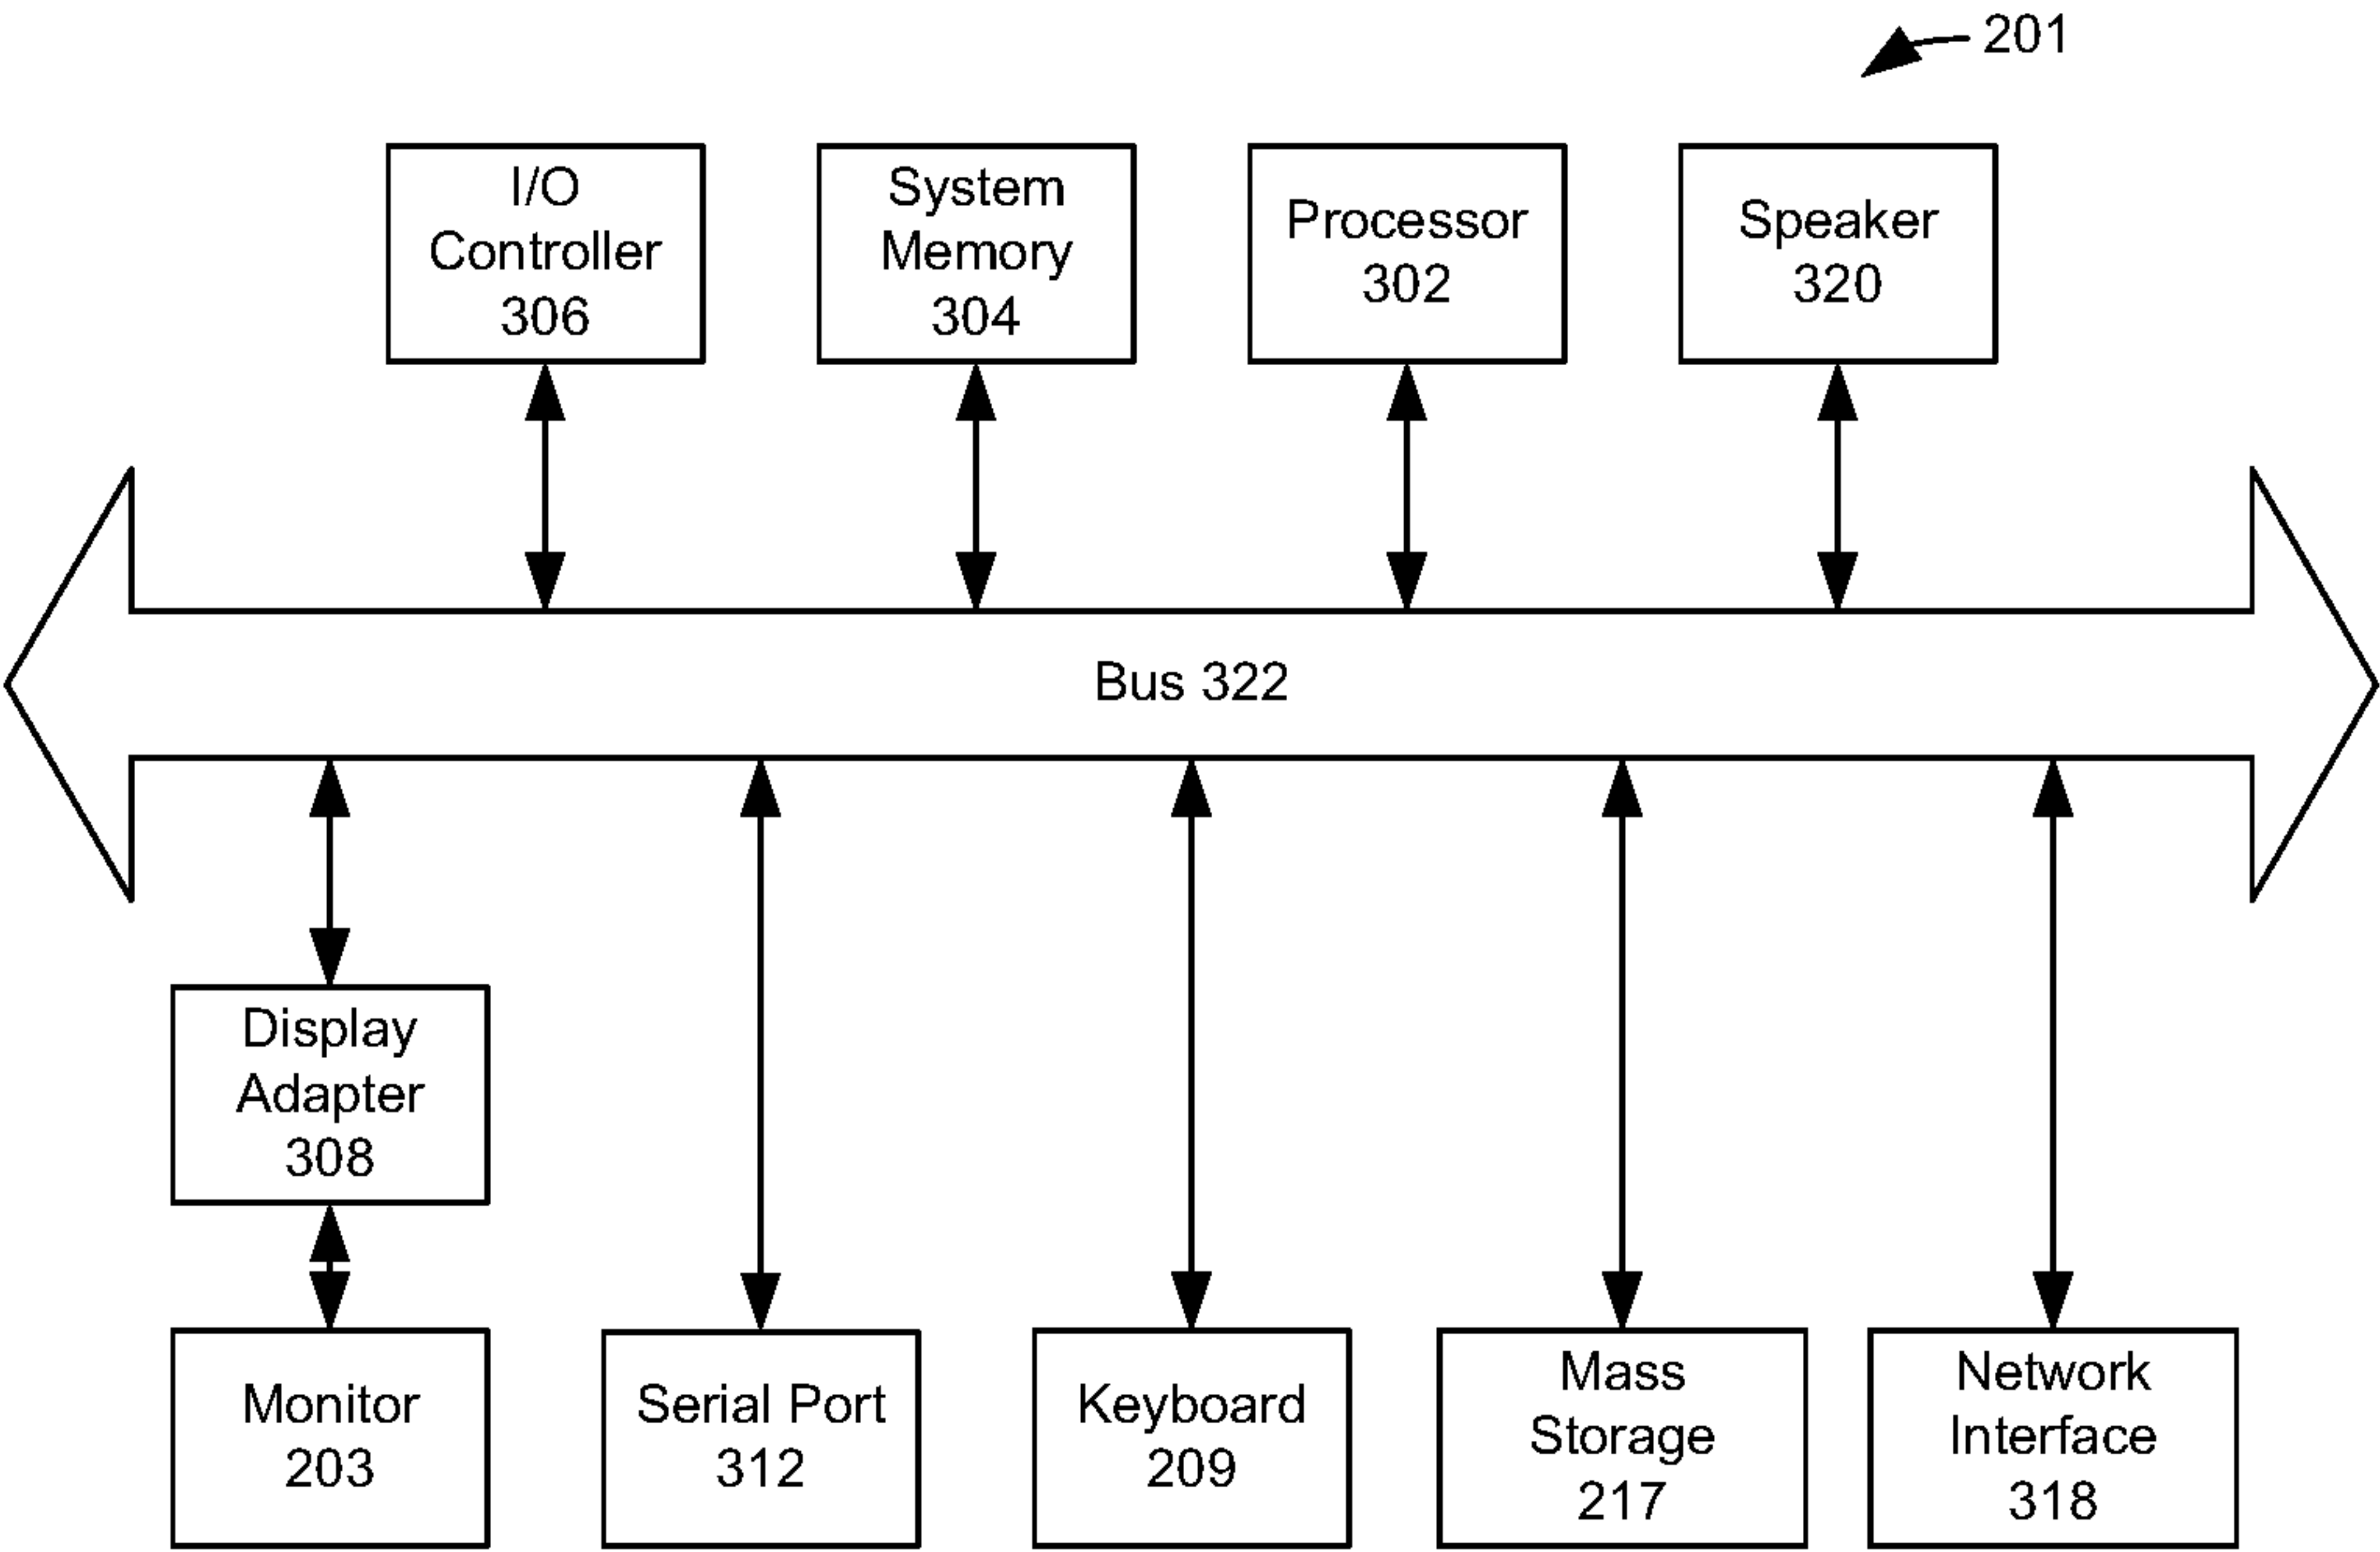 201
I/O
Controller
306
System
Memory
304
Processor
302
Speaker
320
Bus 322
Display
Adapter
308
Monitor
203
Serial Port
312
Keyboard
209
Mass
Storage
217
Network
Interface
318